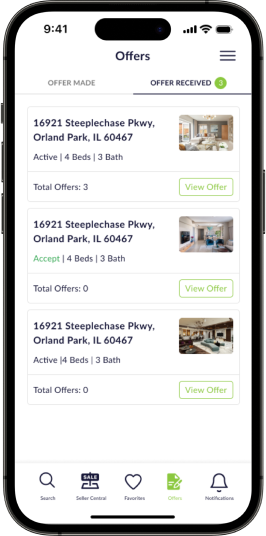 9:41
Offers
OFFER MADE
OFFER RECEIVED 3
16921 Steeplechase Pkwy,
Orland Park, IL 60467
Active | 4 Beds | 3 Bath
Total Offers: 3
View Offer
16921 Steeplechase Pkwy,
Orland Park, IL 60467
Accept | 4 Beds | 3 Bath
Total Offers: 0
View Offer
16921 Steeplechase Pkwy,
Orland Park, IL 60467
Active |4 Beds | 3 Bath
Total Offers: 0
View Offer
SALE
Search
Seller Central
Favorites
Offers
Notifications